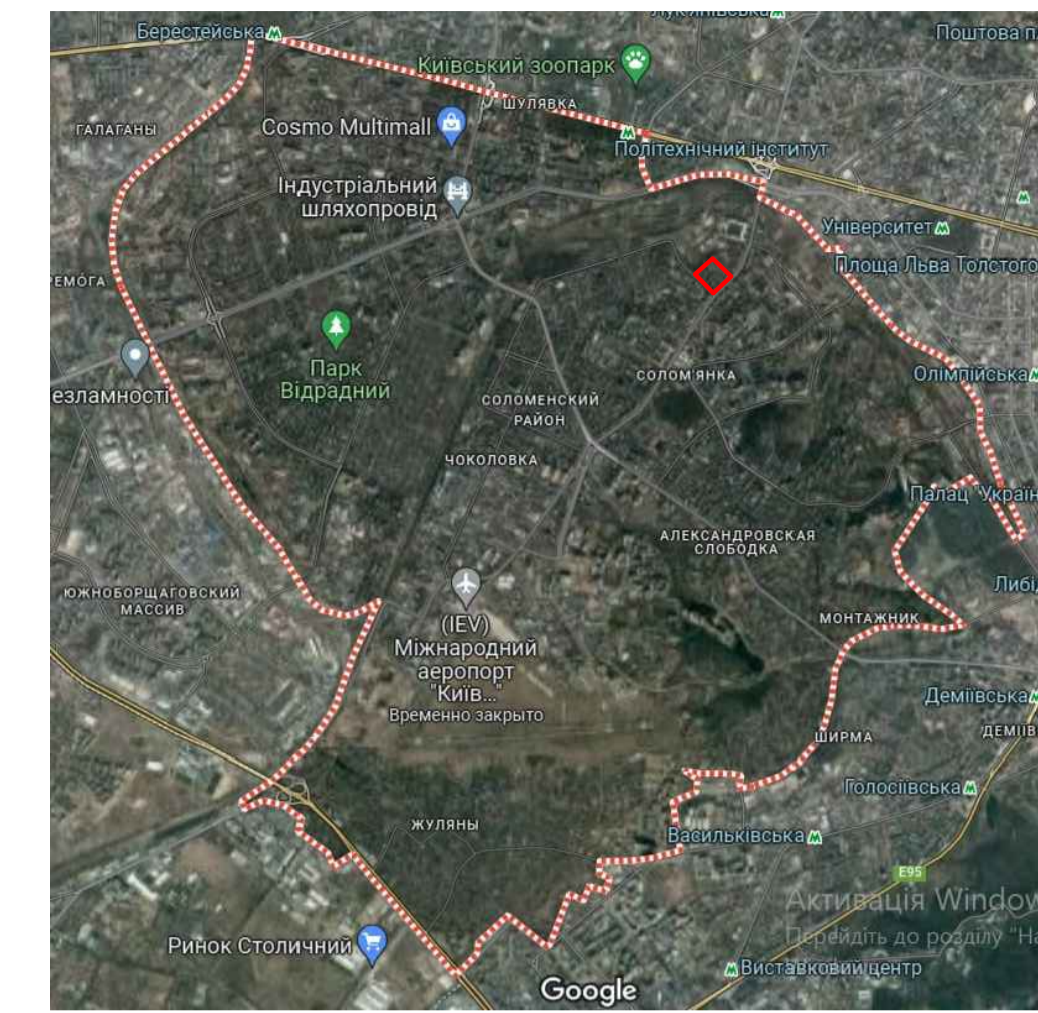 Лук'янівська
Берестейська
Поштова п
Київський зоопарк
ШУЛЯВКА
ГАЛАГАНЫ
Cosmo Multimall
Політехнічний інститут
Індустріальний
шляхопровід
Університет
Площа Льва Толстого
РЕМОГА
Парк
Відрадний
СОЛОМ'ЯНКА
Олімпійська
езламності
СОЛОМЕНСКИЙ
РАЙОН
ЧОКОЛОВКА
Палац "Україн
АЛЕКСАНДРОВСКАЯ
СЛОБОДКА
ЮЖНОБОРЩАГОВСКИЙ
МАССИВ
Либід
(IEV)
Міжнародний
аеропорт
"Київ..."
Временно закрыто
МОНТАЖНИК
Деміївська
ШИРМА
ДЕМІЇВ
Голосіївська
ЖУЛЯНЫ
Васильківська
E95
Активація Window
Перейдіть до розділу "На
Ринок Столичний
Виставковий центр
Google